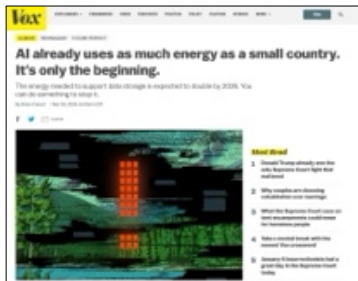 Vox
AI already uses as much energy as a small country.
It's only the beginning.
The energy needed to support data storage is expected to double by 2026. You
can do something to stop it.
Most Read
1 Donald Trump already won the
only Supreme Court fight that
mattered
2 Why couples are choosing
cohabitation over marriage
3 What the Supreme Court case on
tent encampments could mean
for homeless people
4 Take a mental break with the
newest Vox crossword
5 January 6 insurrectionists had a
great day in the Supreme Court
today